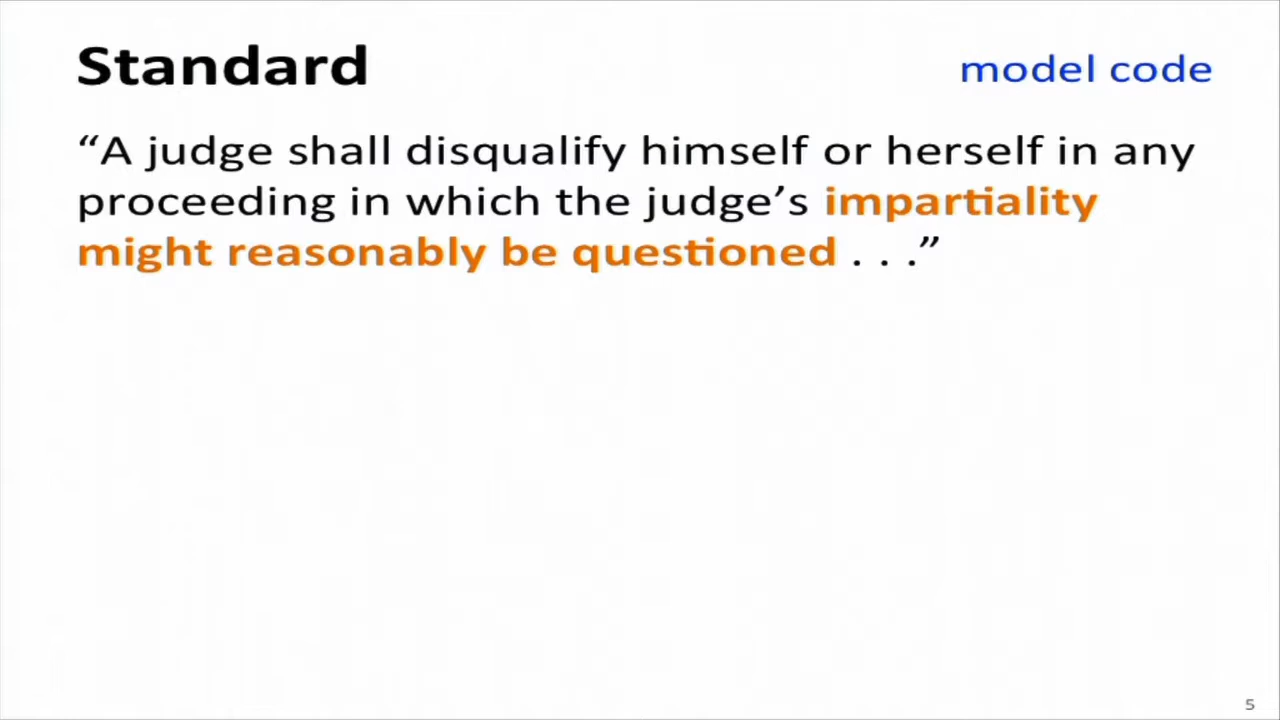 Standard
model code
“A judge shall disqualify himself or herself in any
proceeding in which the judge’s impartiality
might reasonably be questioned . . .”
5